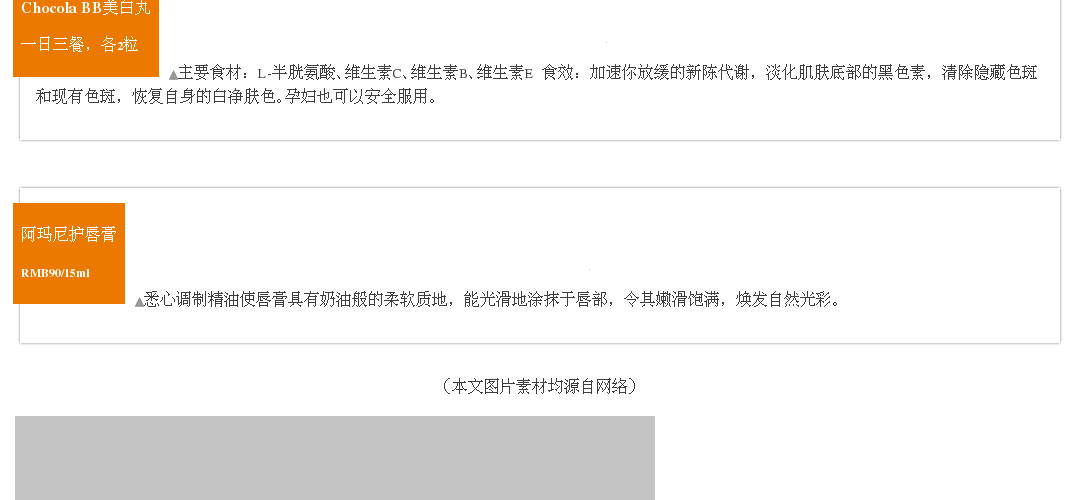 Chocola BB美白丸
一日三餐，各2粒
▲主要食材：L-半胱氨酸、维生素C、维生素B、维生素E 食效：加速你放缓的新陈代谢，淡化肌肤底部的黑色素，清除隐藏色斑
和现有色斑，恢复自身的白净肤色。孕妇也可以安全服用。
阿玛尼护唇膏
RMB90/15ml
▲悉心调制精油使唇膏具有奶油般的柔软质地，能光滑地涂抹于唇部，令其嫩滑饱满，焕发自然光彩。
（本文图片素材均源自网络）